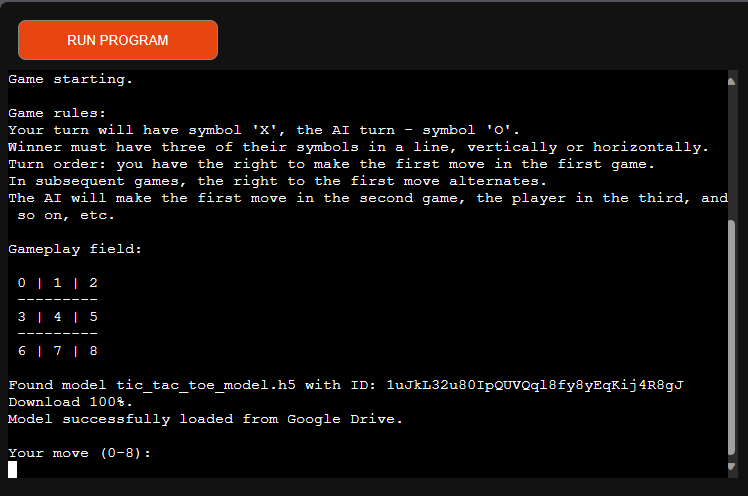 RUN PROGRAM
Game starting.
Game rules:
Your turn will have symbol 'X', the AI turn - symbol 'O'.
Winner must have three of their symbols in a line, vertically or horizontally.
Turn order: you have the right to make the first move in the first game.
In subsequent games, the right to the first move alternates.
The AI will make the first move in the second game, the player in the third, and
so on, etc.
Gameplay field:
0 | 1 | 2
---------
3 | 4 | 5
---------
6 | 7 | 8
Found model tic_tac_toe_model.h5 with ID: 1uJkL32u80IpQUVQql8fy8yEqKij4R8gJ
Download 100%.
Model successfully loaded from Google Drive.
Your move (0-8):